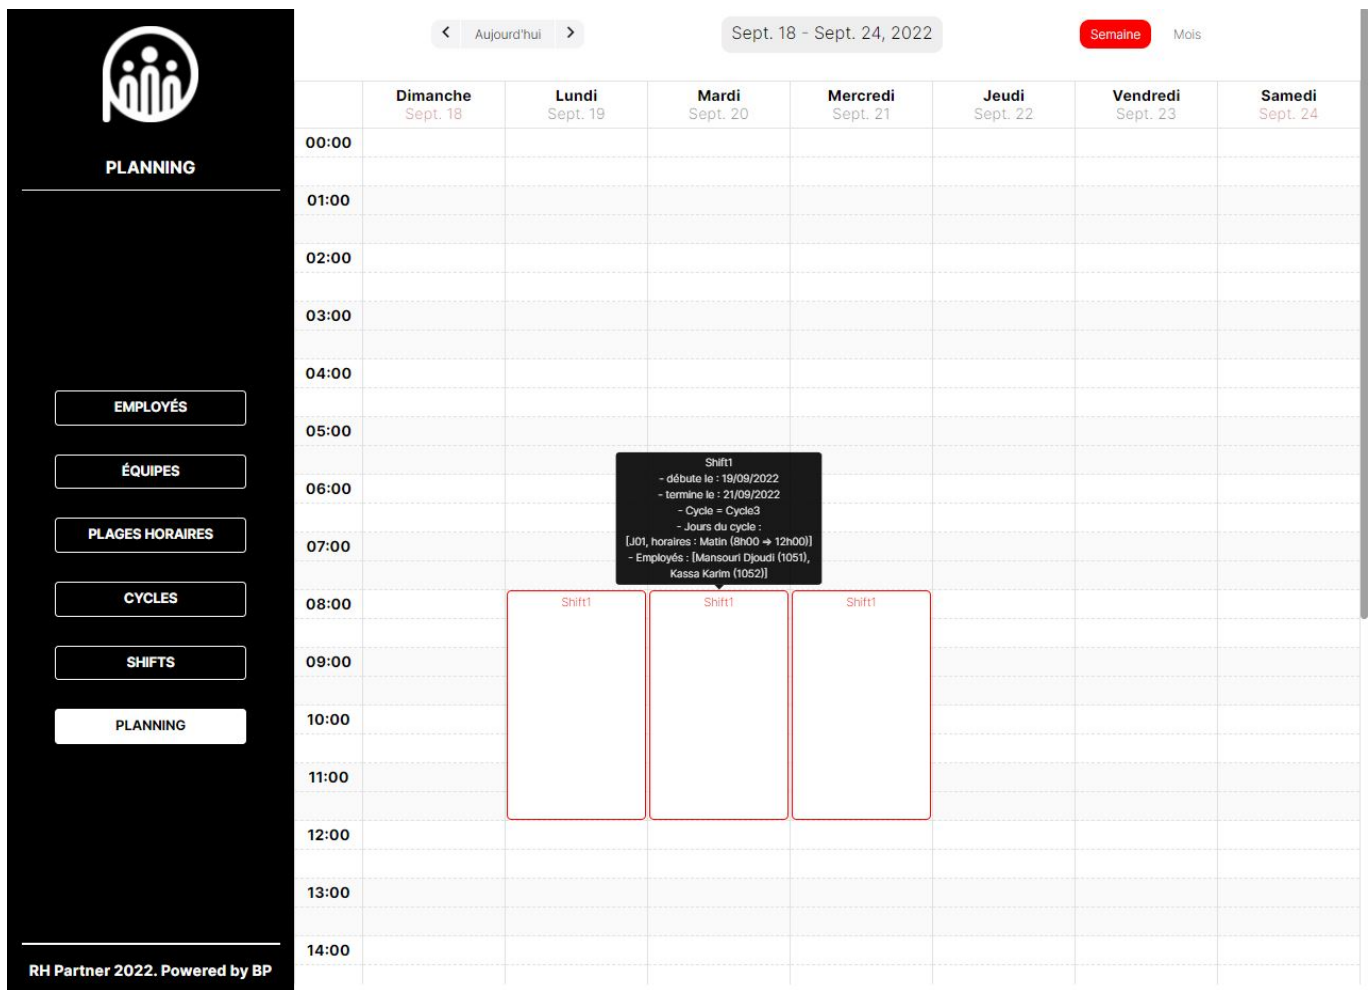 PLANNING
EMPLOYÉS
ÉQUIPES
PLAGES HORAIRES
CYCLES
SHIFTS
PLANNING
RH Partner 2022. Powered by BP
Aujourd'hui
Sept. 18 - Sept. 24, 2022
Semaine Mois
Dimanche Lundi Mardi Mercredi Jeudi Vendredi Samedi
Sept. 18 Sept. 19 Sept. 20 Sept. 21 Sept. 22 Sept. 23 Sept. 24
00:00
01:00
02:00
03:00
04:00
05:00
06:00
07:00
Shift1
- débute le : 19/09/2022
- termine le : 21/09/2022
- Cycle = Cycle3
- Jours du cycle :
[J01, horaires : Matin (8h00 → 12h00)]
- Employés : [Mansouri Djoudi (1051),
Kassa Karim (1052)]
08:00 Shift1 Shift1 Shift1
09:00
10:00
11:00
12:00
13:00
14:00